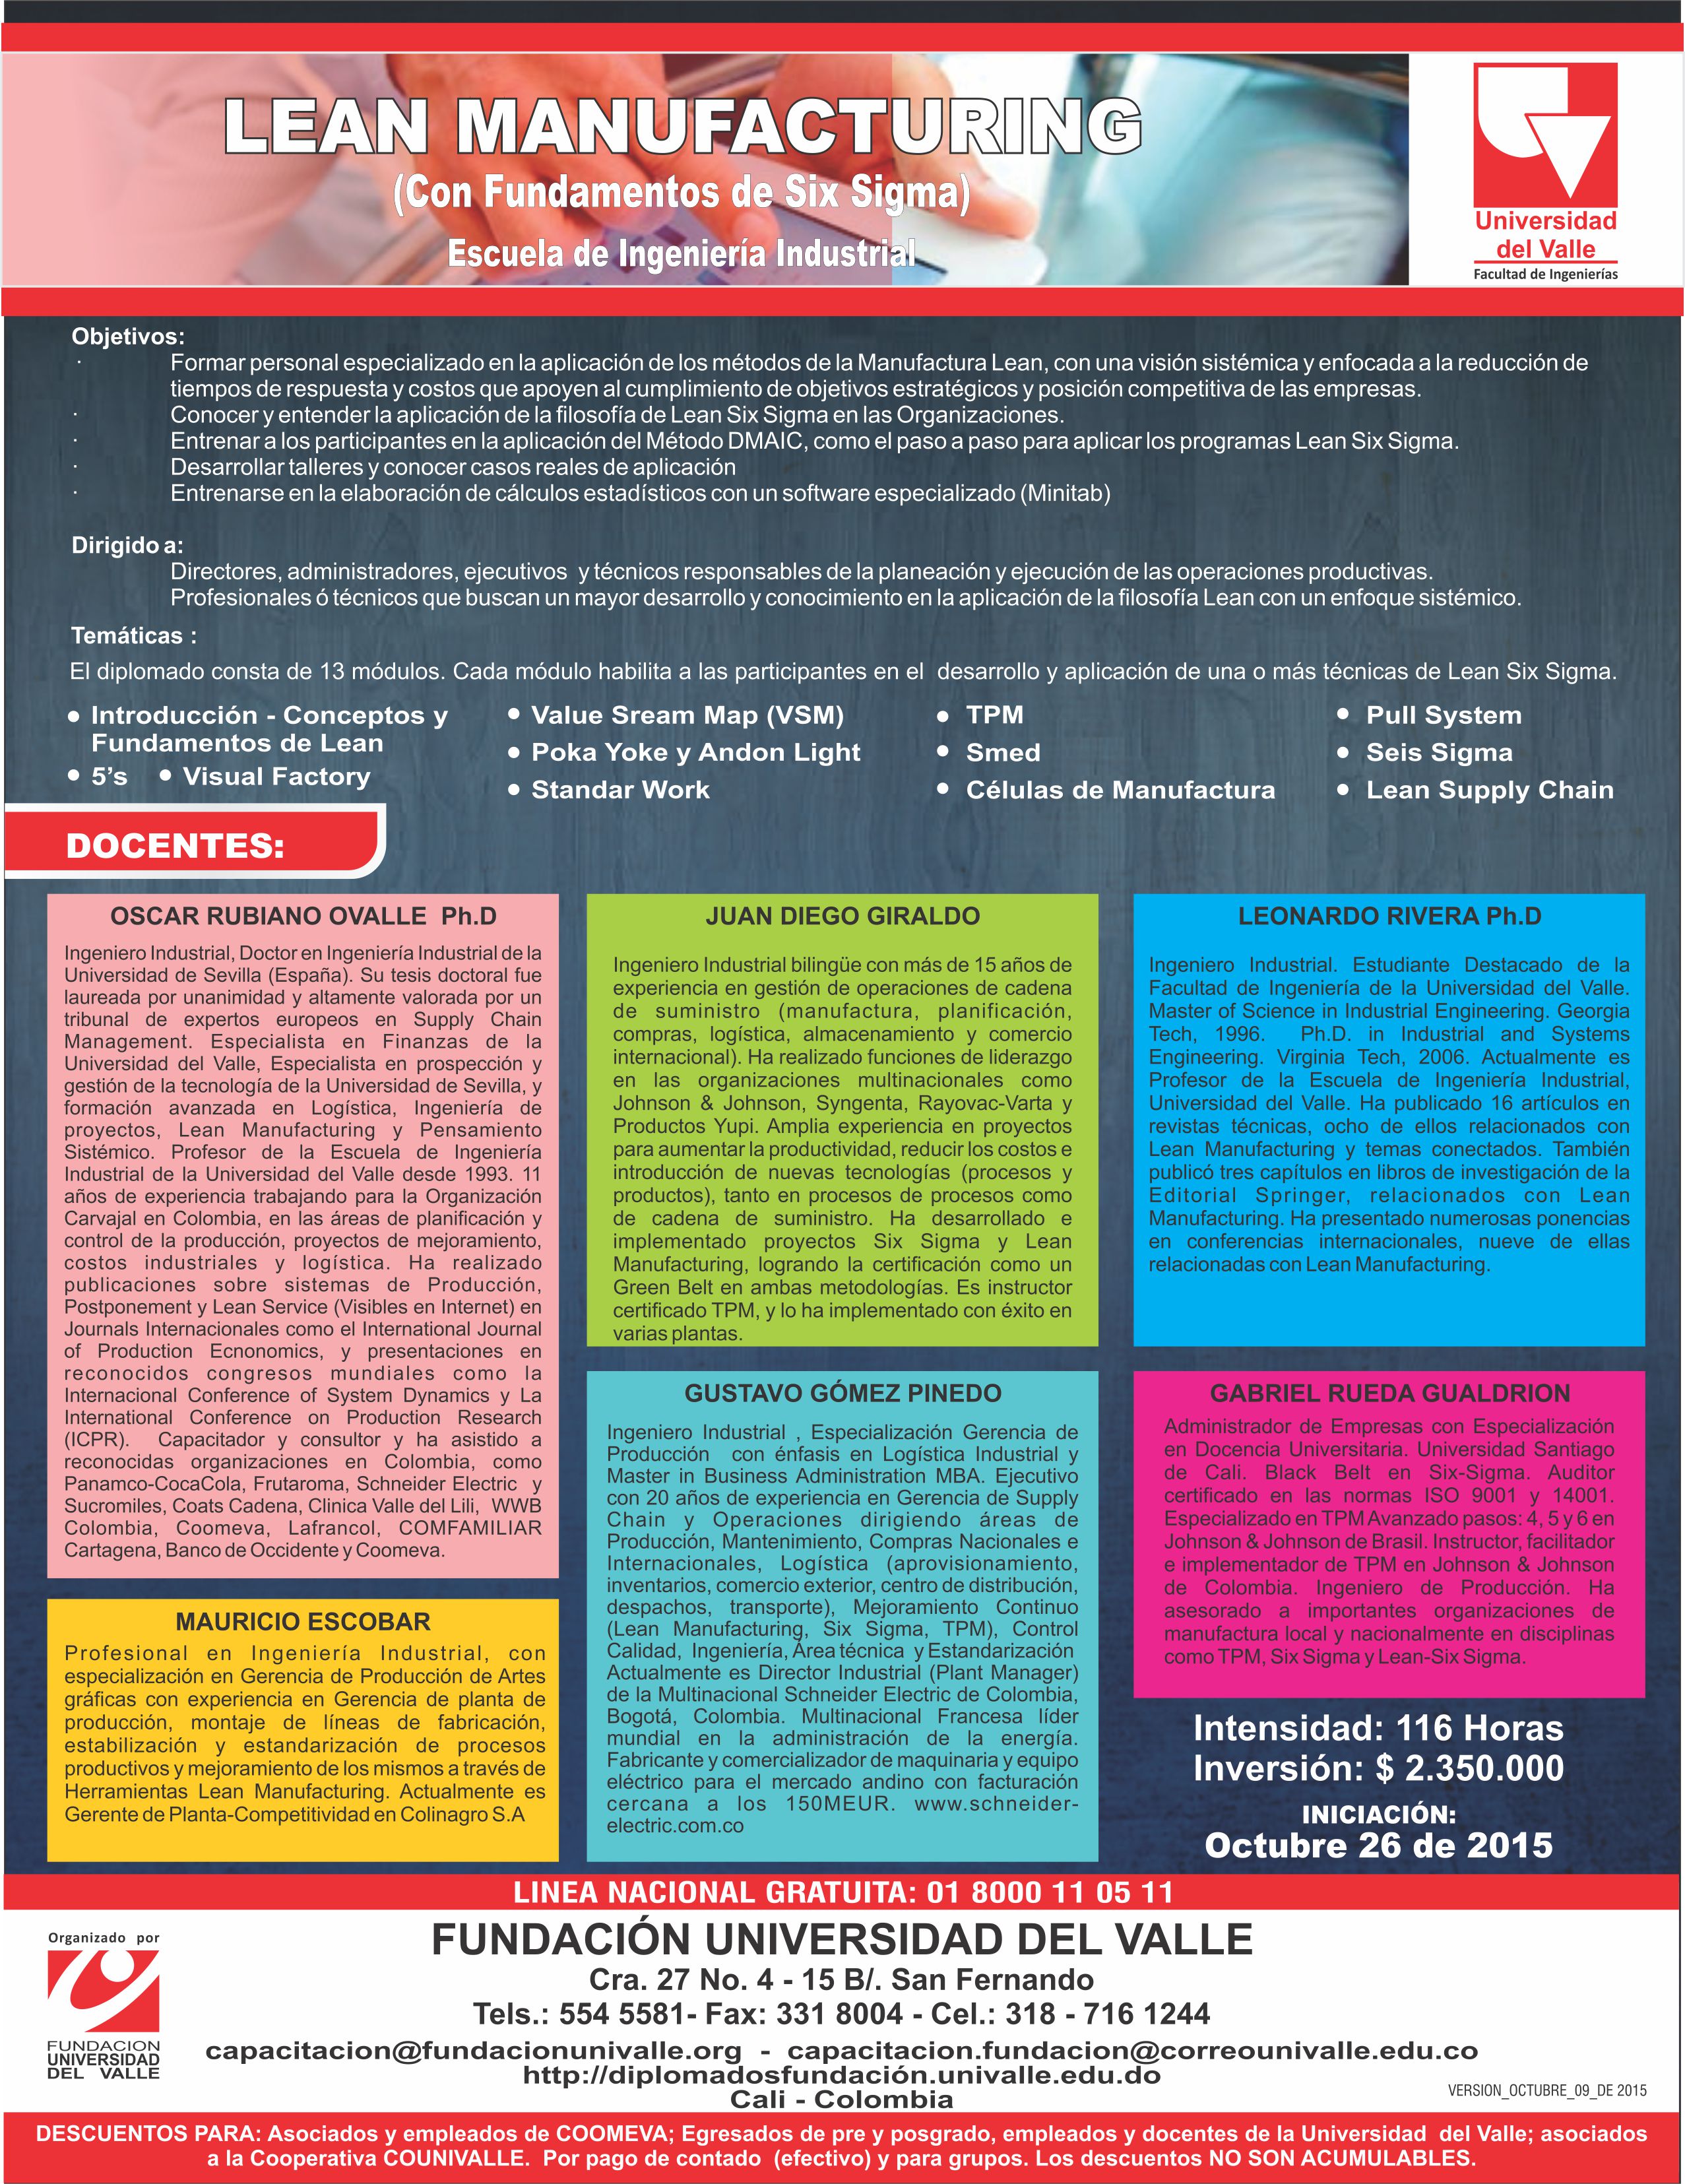 LEAN MANUFACTURING
(Con Fundamentos de Six Sigma)
Escuela de Ingeniería Industrial
Universidad
del Valle
Facultad de Ingenierías
Objetivos:
· Formar personal especializado en la aplicación de los métodos de la Manufactura Lean, con una visión sistémica y enfocada a la reducción de
tiempos de respuesta y costos que apoyen al cumplimiento de objetivos estratégicos y posición competitiva de las empresas.
· Conocer y entender la aplicación de la filosofía de Lean Six Sigma en las Organizaciones.
· Entrenar a los participantes en la aplicación del Método DMAIC, como el paso a paso para aplicar los programas Lean Six Sigma.
· Desarrollar talleres y conocer casos reales de aplicación
· Entrenarse en la elaboración de cálculos estadísticos con un software especializado (Minitab)
Dirigido a:
Directores, administradores, ejecutivos y técnicos responsables de la planeación y ejecución de las operaciones productivas.
Profesionales ó técnicos que buscan un mayor desarrollo y conocimiento en la aplicación de la filosofía Lean con un enfoque sistémico.
Temáticas :
El diplomado consta de 13 módulos. Cada módulo habilita a las participantes en el desarrollo y aplicación de una o más técnicas de Lean Six Sigma.
• Introducción - Conceptos y
Fundamentos de Lean
• 5's • Visual Factory
• Value Sream Map (VSM)
• Poka Yoke y Andon Light
• Standar Work
• TPM
• Smed
• Células de Manufactura
• Pull System
• Seis Sigma
• Lean Supply Chain
DOCENTES:
OSCAR RUBIANO OVALLE Ph.D
Ingeniero Industrial, Doctor en Ingeniería Industrial de la
Universidad de Sevilla (España). Su tesis doctoral fue
laureada por unanimidad y altamente valorada por un
tribunal de expertos europeos en Supply Chain
Management. Especialista en Finanzas de la
Universidad del Valle, Especialista en prospección y
gestión de la tecnología de la Universidad de Sevilla, y
formación avanzada en Logística, Ingeniería de
proyectos, Lean Manufacturing y Pensamiento
Sistémico. Profesor de la Escuela de Ingeniería
Industrial de la Universidad del Valle desde 1993. 11
años de experiencia trabajando para la Organización
Carvajal en Colombia, en las áreas de planificación y
control de la producción, proyectos de mejoramiento,
costos industriales y logística. Ha realizado
publicaciones sobre sistemas de Producción,
Postponement y Lean Service (Visibles en Internet) en
Journals Internacionales como el International Journal
of Production Ecnonomics, y presentaciones en
reconocidos congresos mundiales como la
Internacional Conference of System Dynamics y La
International Conference on Production Research
(ICPR). Capacitador y consultor y ha asistido a
reconocidas organizaciones en Colombia, como
Panamco-CocaCola, Frutaroma, Schneider Electric y
Sucromiles, Coats Cadena, Clinica Valle del Lili, WWB
Colombia, Coomeva, Lafrancol, COMFAMILIAR
Cartagena, Banco de Occidente y Coomeva.
MAURICIO ESCOBAR
Profesional en Ingeniería Industrial, con
especialización en Gerencia de Producción de Artes
gráficas con experiencia en Gerencia de planta de
producción, montaje de líneas de fabricación,
estabilización y estandarización de procesos
productivos y mejoramiento de los mismos a través de
Herramientas Lean Manufacturing. Actualmente es
Gerente de Planta-Competitividad en Colinagro S.A
JUAN DIEGO GIRALDO
Ingeniero Industrial bilingüe con más de 15 años de
experiencia en gestión de operaciones de cadena
de suministro (manufactura, planificación,
compras, logística, almacenamiento y comercio
internacional). Ha realizado funciones de liderazgo
en las organizaciones multinacionales como
Johnson & Johnson, Syngenta, Rayovac-Varta y
Productos Yupi. Amplia experiencia en proyectos
para aumentar la productividad, reducir los costos e
introducción de nuevas tecnologías (procesos y
productos), tanto en procesos de procesos como
de cadena de suministro. Ha desarrollado e
implementado proyectos Six Sigma y Lean
Manufacturing, logrando la certificación como un
Green Belt en ambas metodologías. Es instructor
certificado TPM, y lo ha implementado con éxito en
varias plantas.
GUSTAVO GÓMEZ PINEDO
Ingeniero Industrial , Especialización Gerencia de
Producción con énfasis en Logística Industrial y
Master in Business Administration MBA. Ejecutivo
con 20 años de experiencia en Gerencia de Supply
Chain y Operaciones dirigiendo áreas de
Producción, Mantenimiento, Compras Nacionales e
Internacionales, Logística (aprovisionamiento,
inventarios, comercio exterior, centro de distribución,
despachos, transporte), Mejoramiento Continuo
(Lean Manufacturing, Six Sigma, TPM), Control
Calidad, Ingeniería, Área técnica y Estandarización
Actualmente es Director Industrial (Plant Manager)
de la Multinacional Schneider Electric de Colombia,
Bogotá, Colombia. Multinacional Francesa líder
mundial en la administración de la energía.
Fabricante y comercializador de maquinaria y equipo
eléctrico para el mercado andino con facturación
cercana a los 150MEUR. www.schneider-
electric.com.co
LEONARDO RIVERA Ph.D
Ingeniero Industrial. Estudiante Destacado de la
Facultad de Ingeniería de la Universidad del Valle.
Master of Science in Industrial Engineering. Georgia
Tech, 1996. Ph.D. in Industrial and Systems
Engineering. Virginia Tech, 2006. Actualmente es
Profesor de la Escuela de Ingeniería Industrial,
Universidad del Valle. Ha publicado 16 artículos en
revistas técnicas, ocho de ellos relacionados con
Lean Manufacturing y temas conectados. También
publicó tres capítulos en libros de investigación de la
Editorial Springer, relacionados con Lean
Manufacturing. Ha presentado numerosas ponencias
en conferencias internacionales, nueve de ellas
relacionadas con Lean Manufacturing.
GABRIEL RUEDA GUALDRION
Administrador de Empresas con Especialización
en Docencia Universitaria. Universidad Santiago
de Cali. Black Belt en Six-Sigma. Auditor
certificado en las normas ISO 9001 y 14001.
Especializado en TPM Avanzado pasos: 4, 5 y 6 en
Johnson & Johnson de Brasil. Instructor, facilitador
e implementador de TPM en Johnson & Johnson
de Colombia. Ingeniero de Producción. Ha
asesorado a importantes organizaciones de
manufactura local y nacionalmente en disciplinas
como TPM, Six Sigma y Lean-Six Sigma.
Intensidad: 116 Horas
Inversión: $ 2.350.000
INICIACIÓN:
Octubre 26 de 2015
LINEA NACIONAL GRATUITA: 01 8000 11 05 11
Organizado por
FUNDACION
UNIVERSIDAD
DEL VALLE
FUNDACIÓN UNIVERSIDAD DEL VALLE
Cra. 27 No. 4 - 15 B/. San Fernando
Tels.: 554 5581- Fax: 331 8004 - Cel.: 318 - 716 1244
capacitacion@fundacionunivalle.org - capacitacion.fundacion@correounivalle.edu.co
http://diplomadosfundación.univalle.edu.do
Cali - Colombia
VERSION_OCTUBRE_09_DE 2015
DESCUENTOS PARA: Asociados y empleados de COOMEVA; Egresados de pre y posgrado, empleados y docentes de la Universidad del Valle; asociados
a la Cooperativa COUNIVALLE. Por pago de contado (efectivo) y para grupos. Los descuentos NO SON ACUMULABLES.